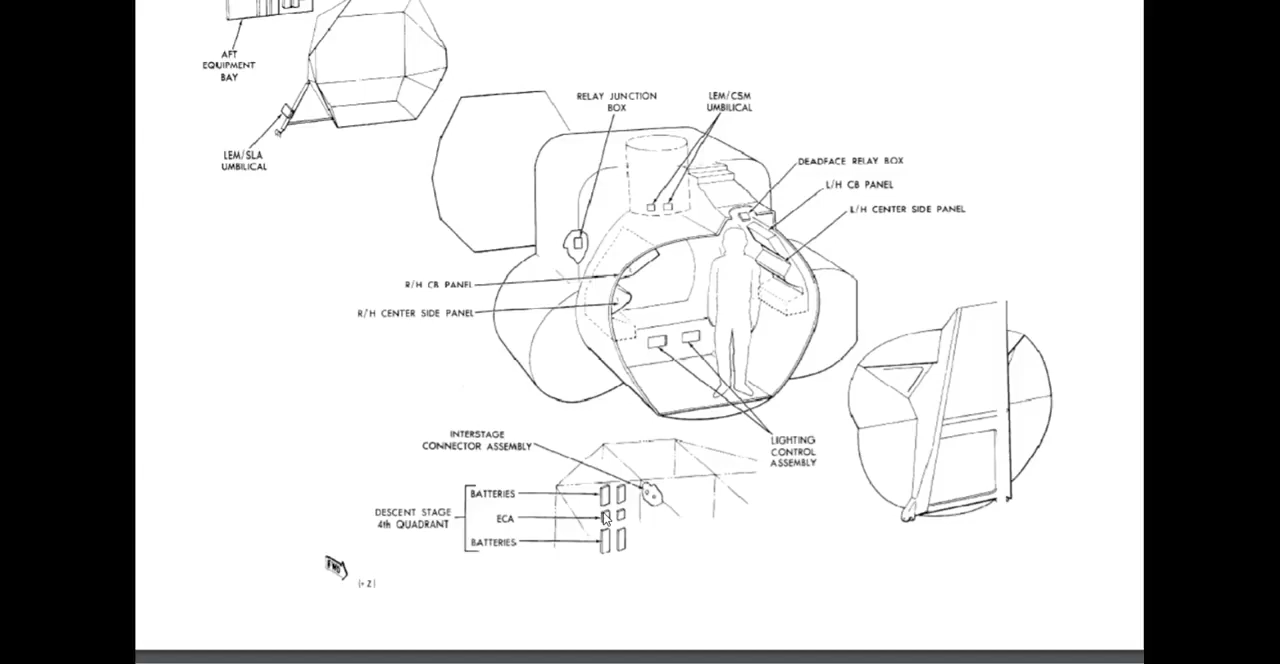 AFT
EQUIPMENT
BAY
LEM/SLA
UMBILICAL
RELAY JUNCTION
BOX
LEM/CSM
UMBILICAL
DEADFACE RELAY BOX
L/H CB PANEL
L/H CENTER SIDE PANEL
R/H CB PANEL
R/H CENTER SIDE PANEL
INTERSTAGE
CONNECTOR ASSEMBLY
LIGHTING
CONTROL
ASSEMBLY
DESCENT STAGE
4th QUADRANT
BATTERIES
ECA
BATTERIES
FWD
(+Z)